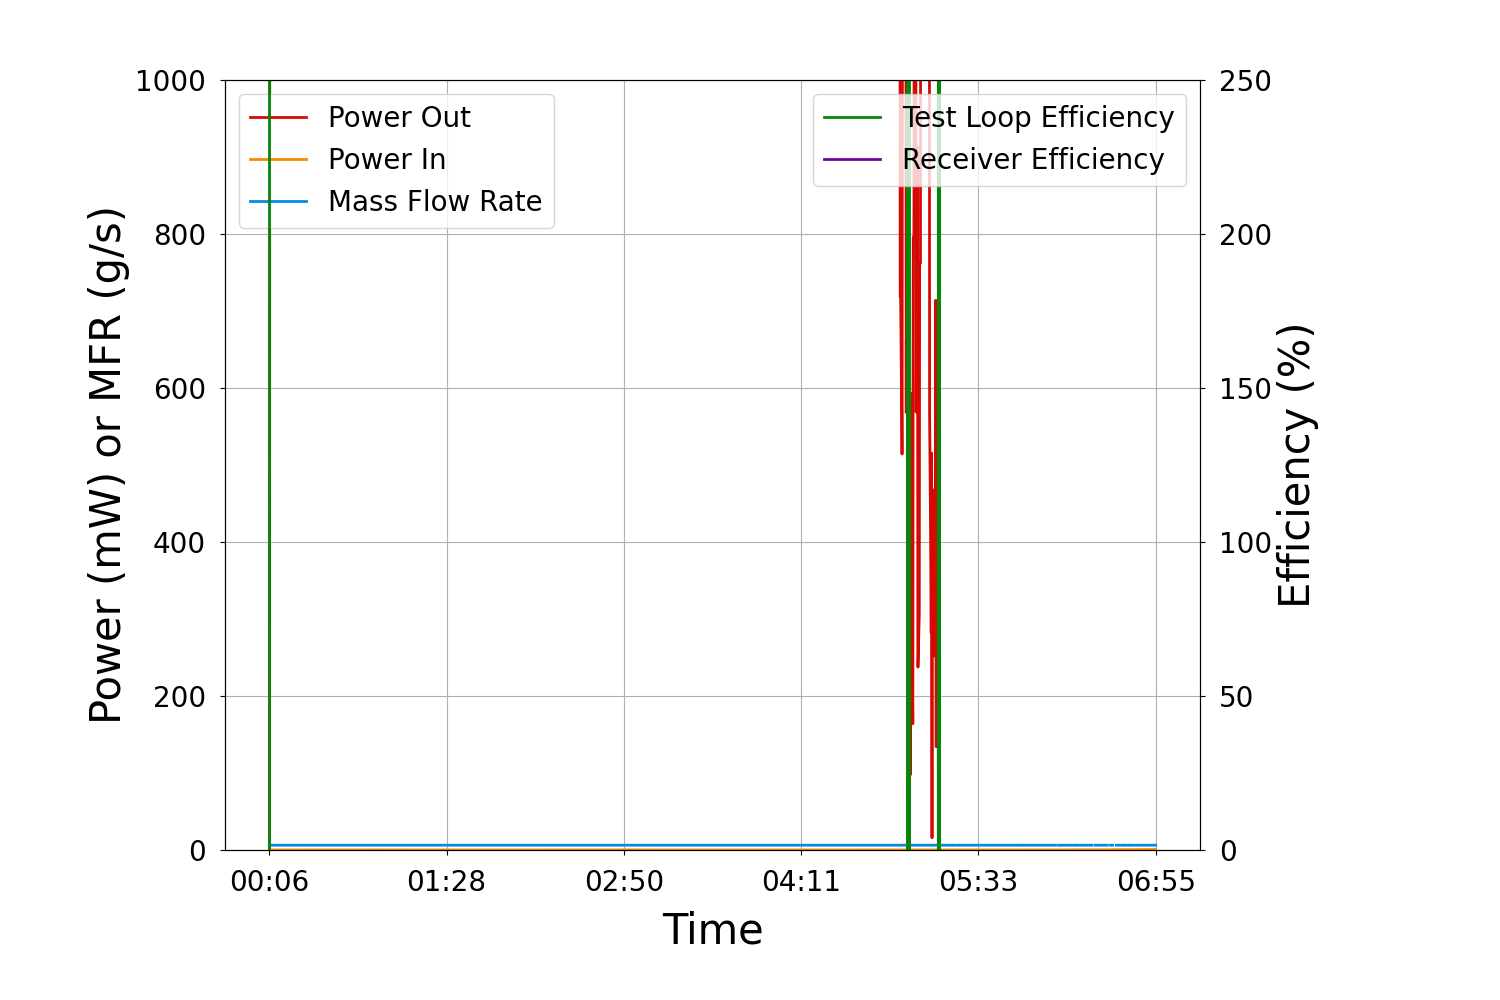 1000
800
600
400
200
0
Power (mW) or MFR (g/s)
Power Out
Power In
Mass Flow Rate
Test Loop Efficiency
Receiver Efficiency
250
200
150
100
50
0
Efficiency (%)
00:06 01:28 02:50 04:11 05:33 06:55
Time